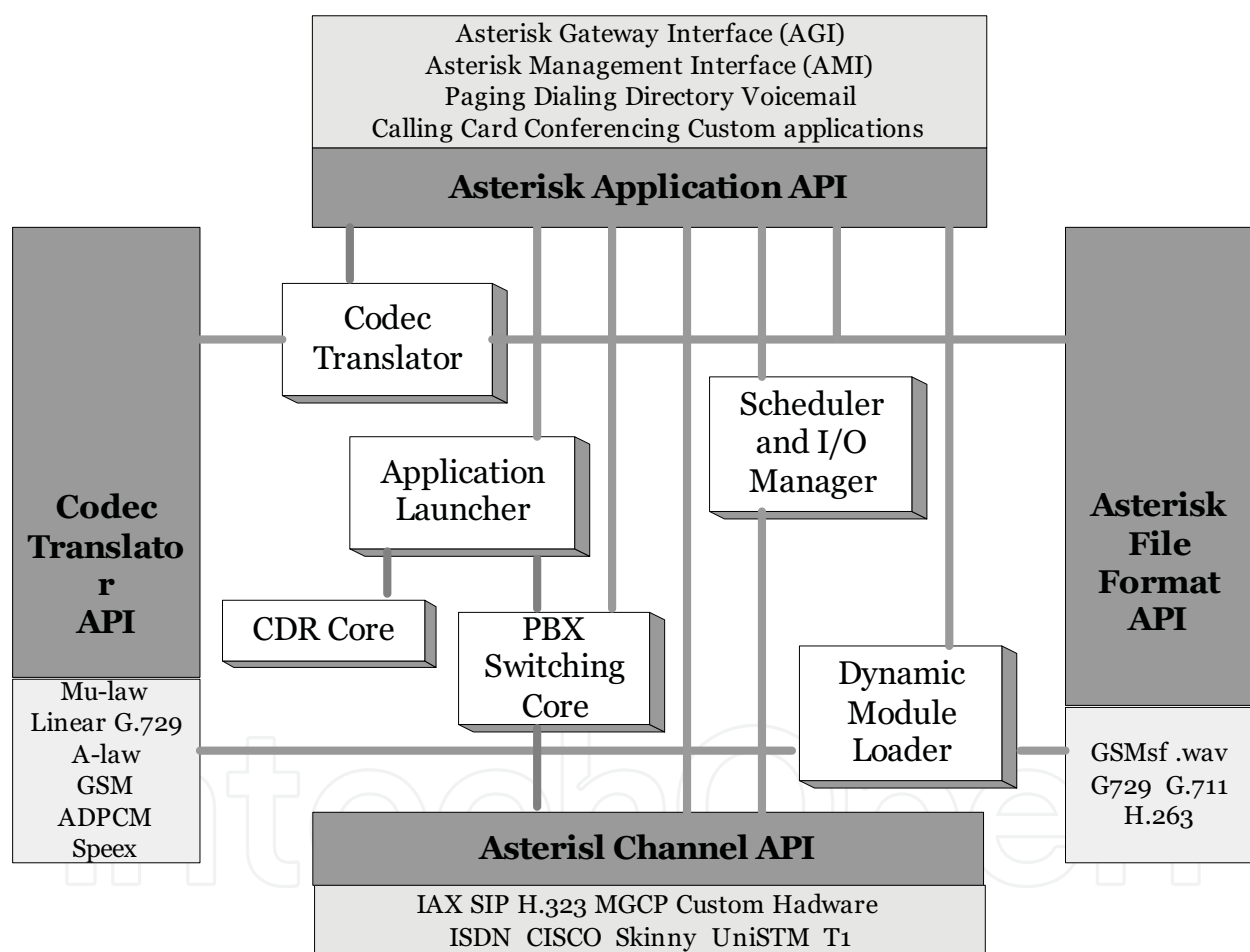 Asterisk Gateway Interface (AGI)
Asterisk Management Interface (AMI)
Paging Dialing Directory Voicemail
Calling Card Conferencing Custom applications
Asterisk Application API
Codec
Translator
Scheduler
and I/O
Manager
Application
Launcher
Codec
Translato
r
API
Asterisk
File
Format
API
CDR Core
PBX
Switching
Core
Dynamic
Module
Loader
Mu-law
Linear G.729
A-law
GSM
ADPCM
Speex
GSMsf .wav
G729 G.711
H.263
Asterisl Channel API
IAX SIP H.323 MGCP Custom Hadware
ISDN CISCO Skinny UniSTM T1
intechOpen